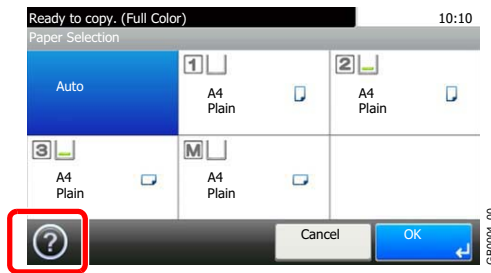 Ready to copy. (Full Color) 10:10
Paper Selection
Auto
1
A4
Plain
2
A4
Plain
3
A4
Plain
M
A4
Plain
?
Cancel
OK